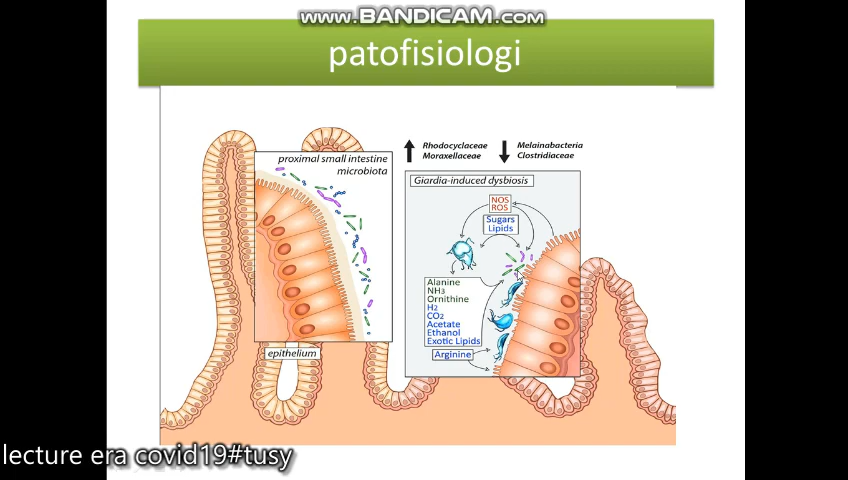 www.BANDICAM.com
patofisiologi
proximal small intestine
microbiota
epithelium
Rhodocyclaceae
Moraxellaceae
Melainabacteria
Clostridiaceae
Giardia-induced dysbiosis
NOS
ROS
Sugars
Lipids
Alanine
NH3
Ornithine
H2
CO2
Acetate
Ethanol
Exotic Lipids
Arginine
lecture era covid19#tusy